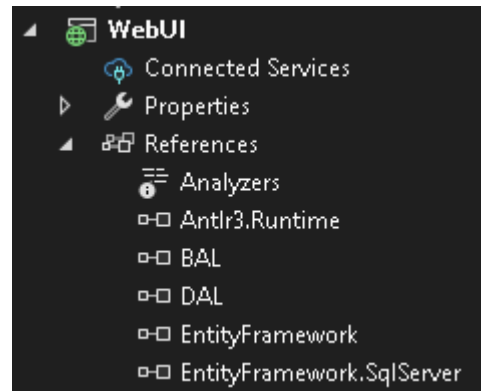 WebUI
Connected Services
Properties
References
Analyzers
Antlr3.Runtime
BAL
DAL
EntityFramework
EntityFramework.SqlServer